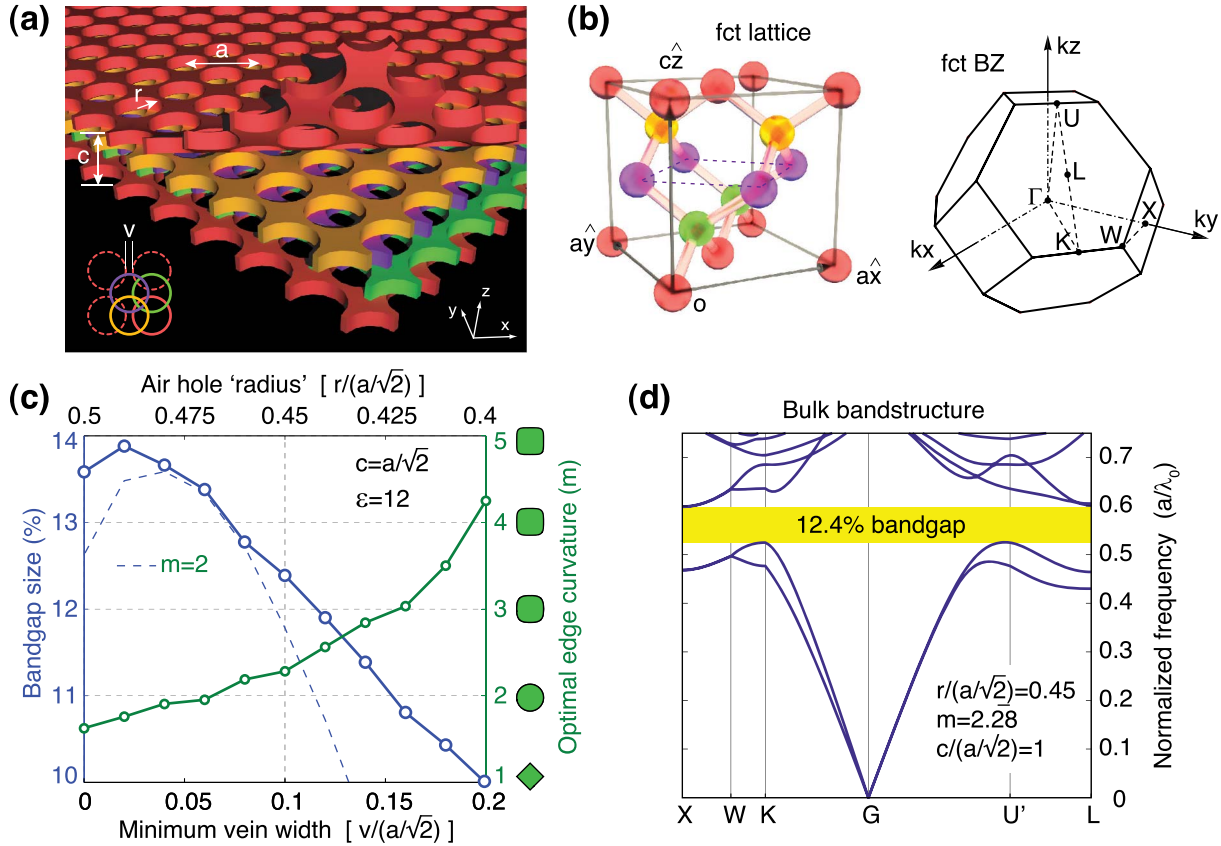 (a)
a
r
c
v
z
y
x
(b)
fct lattice
cẑ
aŷ
ax̂
o
fct BZ
kz
U
L
Γ
X
kx
K
W
ky
(c)
Air hole ‘radius’ [ r/(a/√2) ]
0.5 0.475 0.45 0.425 0.4
14
13
12
11
10
Bandgap size (%)
c=a/√2
ε=12
m=2
5
4
3
2
1
Optimal edge curvature (m)
0 0.05 0.1 0.15 0.2
Minimum vein width [ v/(a/√2) ]
(d)
Bulk bandstructure
12.4% bandgap
r/(a/√2)=0.45
m=2.28
c/(a/√2)=1
0.7
0.6
0.5
0.4
0.3
0.2
0.1
0
Normalized frequency (a/λ₀)
X W K G U' L